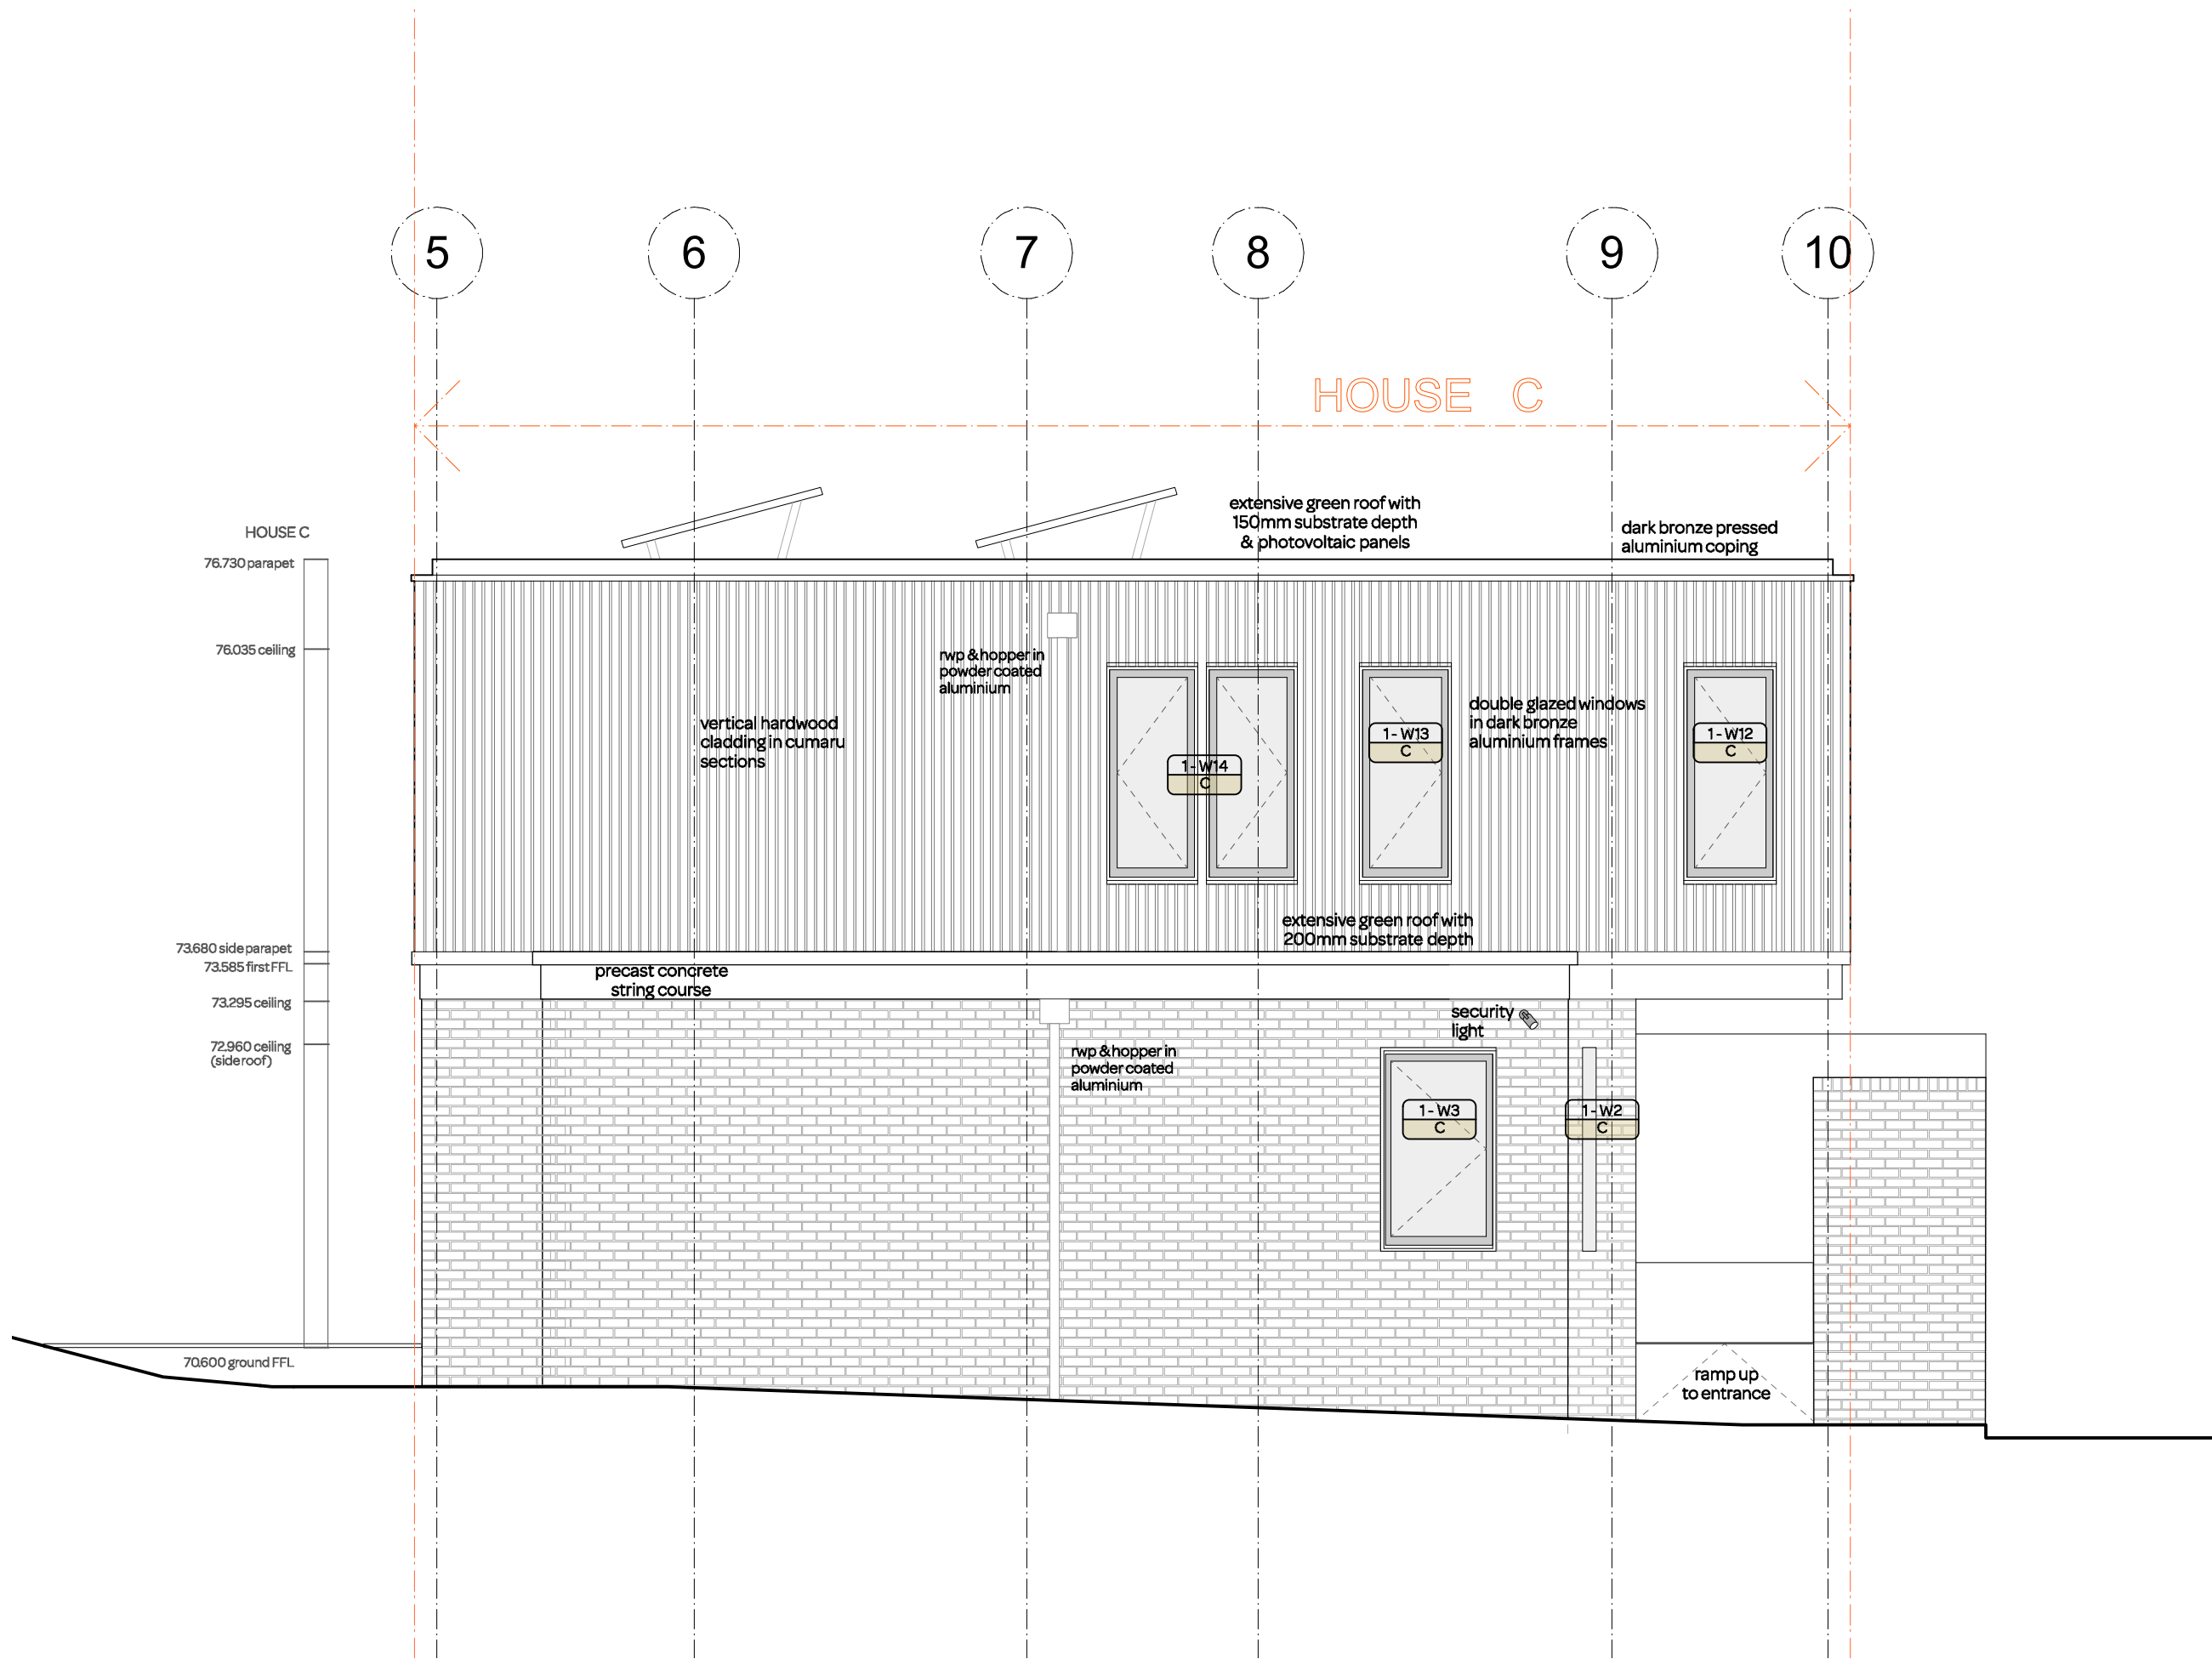 5 6 7 8 9 10
HOUSE C
extensive green roof with
150mm substrate depth
& photovoltaic panels
dark bronze pressed
aluminium coping
HOUSE C
76.730 parapet
76.035 ceiling
rwp & hopper in
powder coated
aluminium
vertical hardwood
cladding in cumaru
sections
1 - W14
C
1 - W13
C
double glazed windows
in dark bronze
aluminium frames
1 - W12
C
extensive green roof with
200mm substrate depth
73.680 side parapet
73.585 first FFL
precast concrete
string course
73.295 ceiling
72.960 ceiling
(side roof)
security
light
rwp & hopper in
powder coated
aluminium
1 - W3
C
1 - W2
C
70.600 ground FFL
ramp up
to entrance